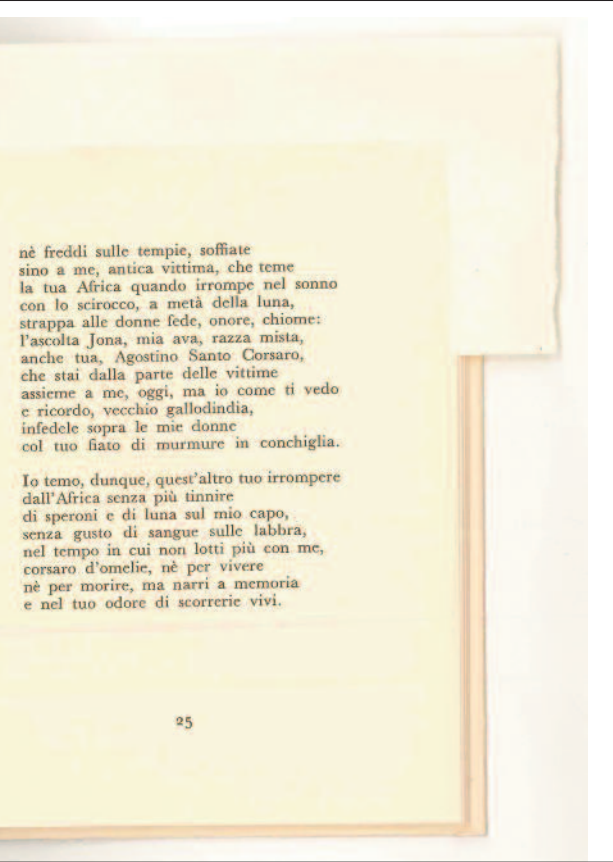 nè freddi sulle tempie, soffiate
sino a me, antica vittima, che teme
la tua Africa quando irrompe nel sonno
con lo scirocco, a metà della luna,
strappa alle donne fede, onore, chiome:
l'ascolta Jona, mia ava, razza mista,
anche tua, Agostino Santo Corsaro,
che stai dalla parte delle vittime
assieme a me, oggi, ma io come ti vedo
e ricordo, vecchio gallodindia,
infedele sopra le mie donne
col tuo fiato di murmure in conchiglia.
Io temo, dunque, quest'altro tuo irrompere
dall'Africa senza più tinnire
di speroni e di luna sul mio capo,
senza gusto di sangue sulle labbra,
nel tempo in cui non lotti più con me,
corsaro d'omelie, nè per vivere
nè per morire, ma narri a memoria
e nel tuo odore di scorrerie vivi.
25